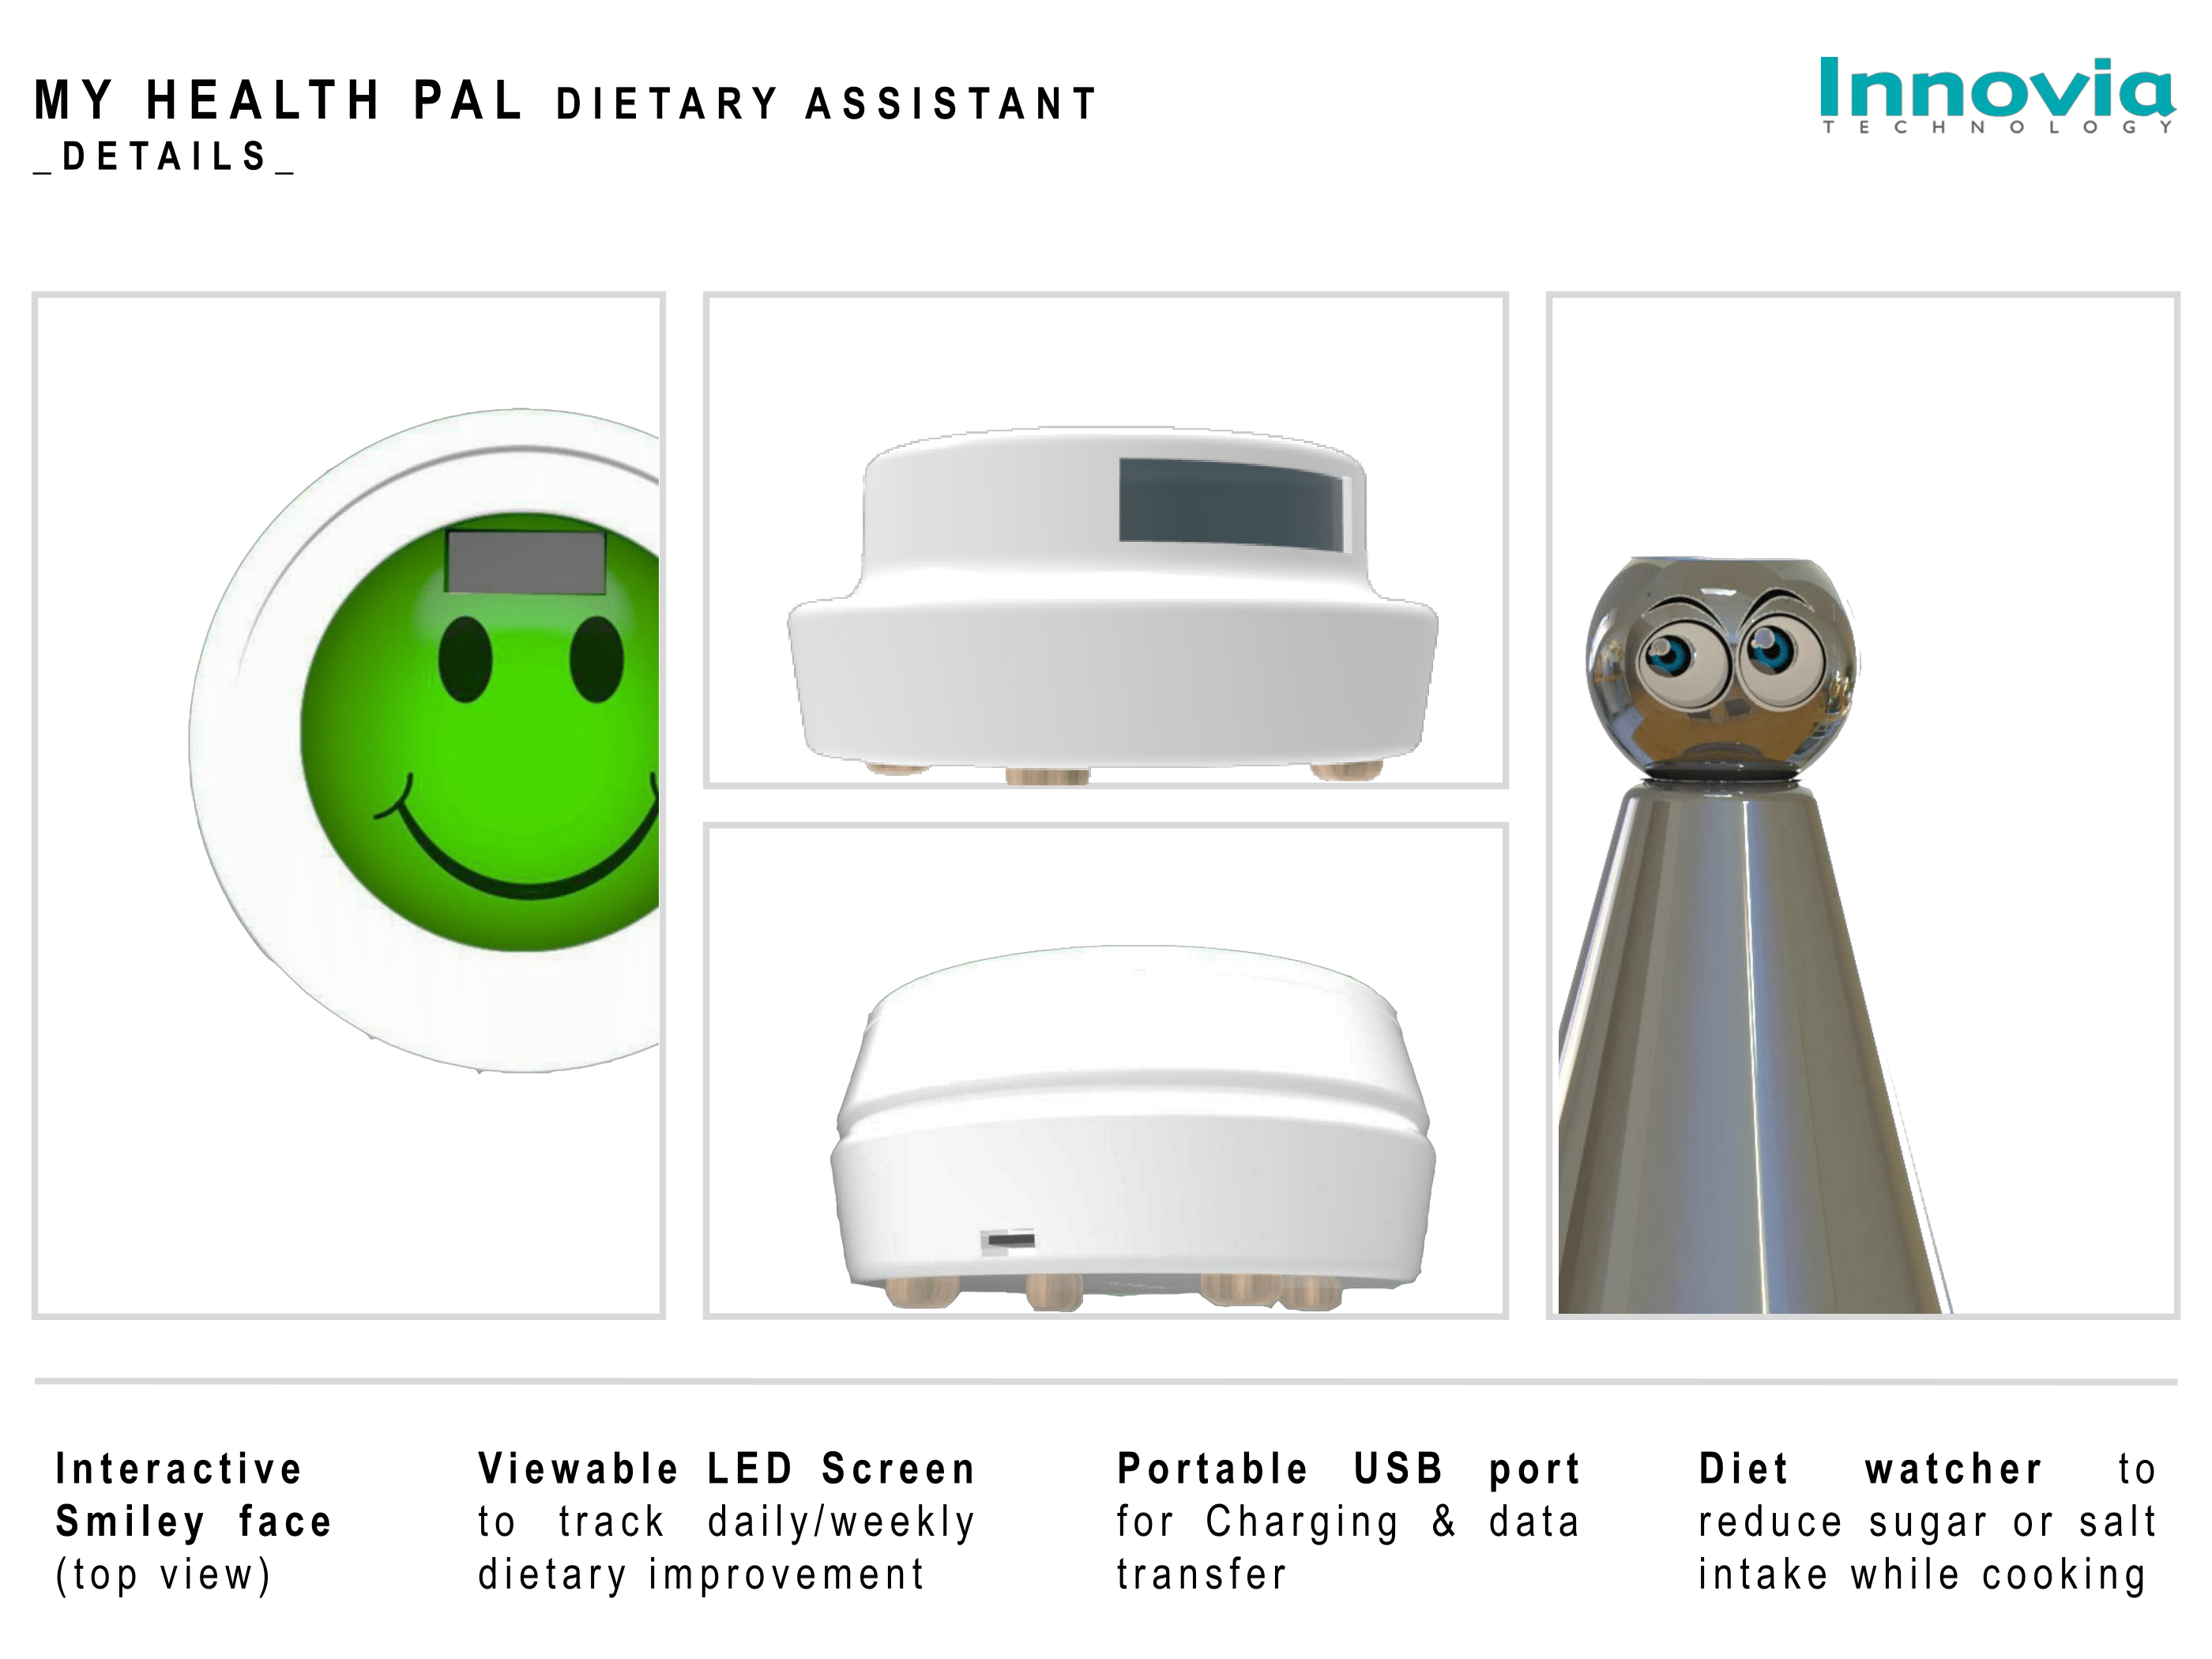 MY HEALTH PAL DIETARY ASSISTANT
_DETAILS_
Innovia
TECHNOLOGY
Interactive
Smiley face
(top view)
Viewable LED Screen
to track daily/weekly
dietary improvement
Portable USB port
for Charging & data
transfer
Diet watcher to
reduce sugar or salt
intake while cooking